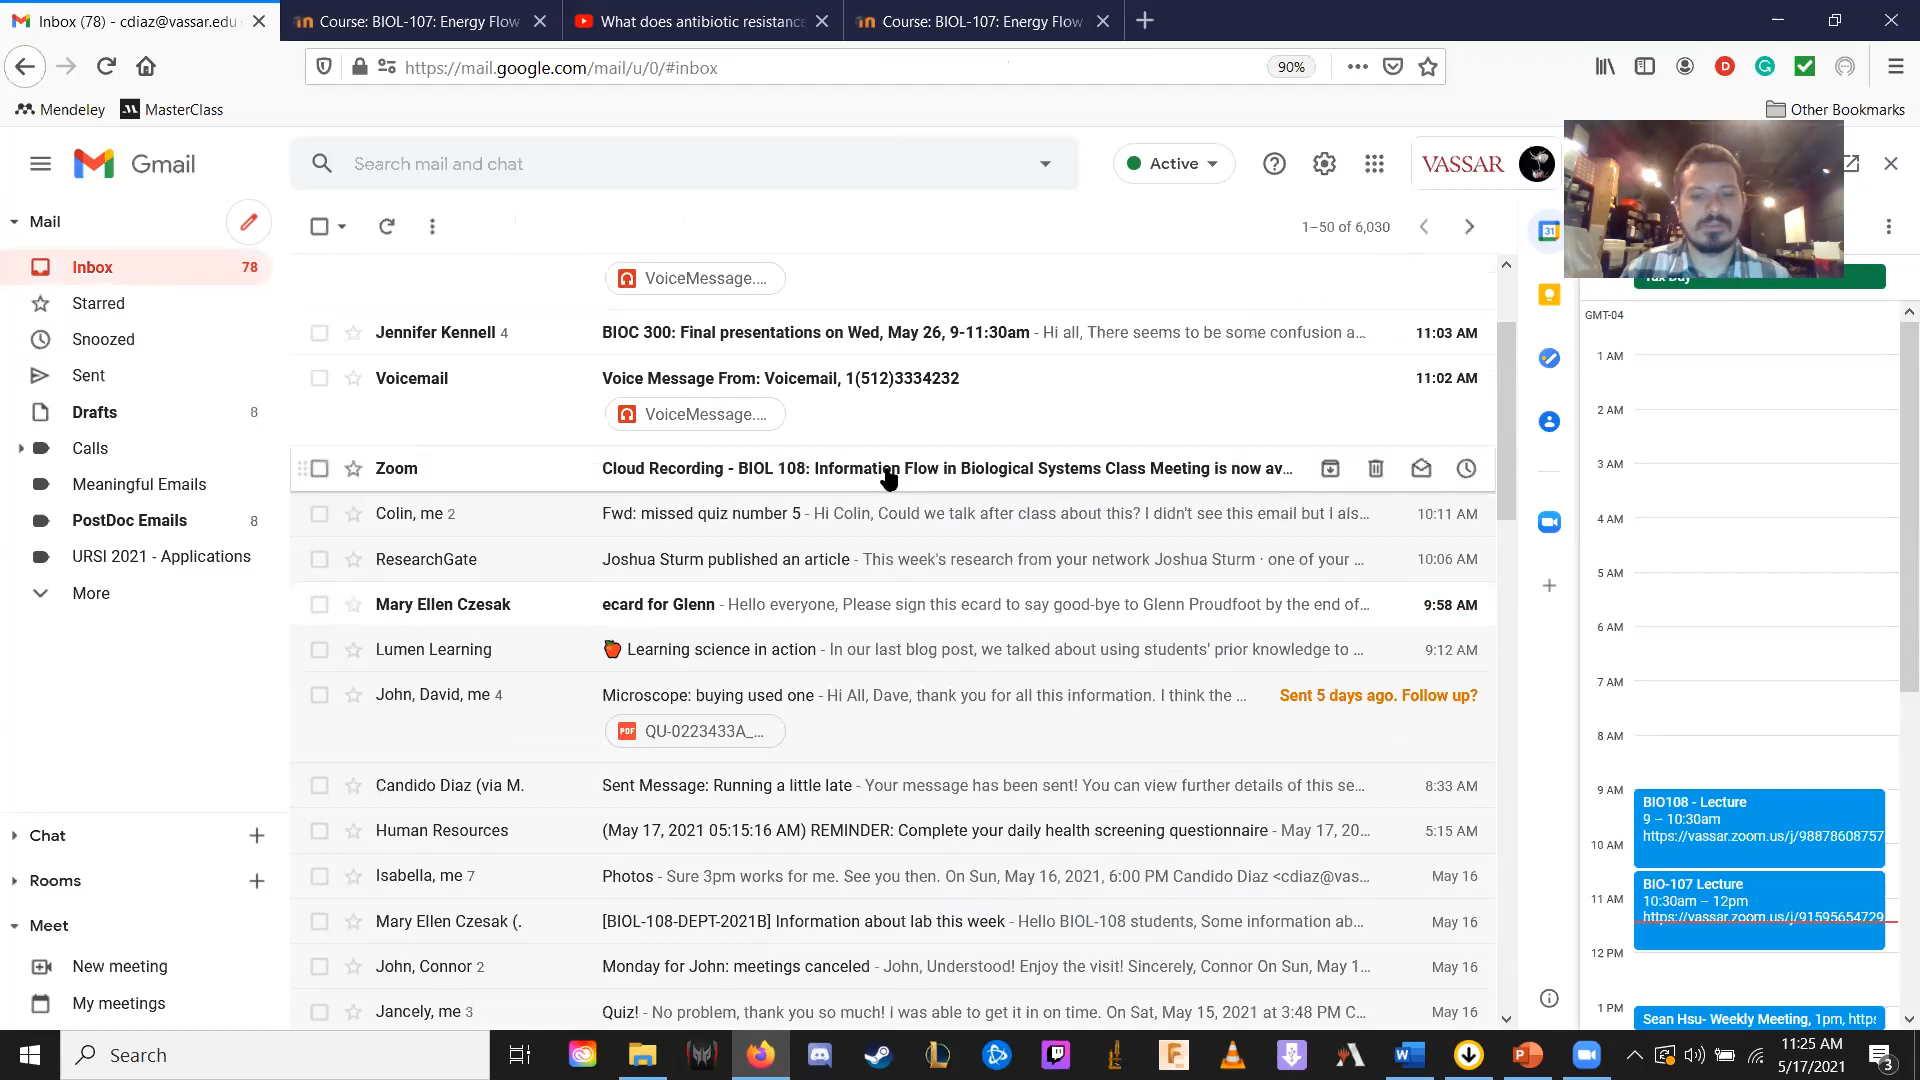 Inbox (78) - cdiaz@vassar.edu
Course: BIOL-107: Energy Flow
What does antibiotic resistance
Course: BIOL-107: Energy Flow
https://mail.google.com/mail/u/0/#inbox
90%
Mendeley
MasterClass
Other Bookmarks
Gmail
Search mail and chat
Active
VASSAR
Mail
1–50 of 6,030
Inbox 78
Starred
Snoozed
Sent
Drafts 8
Calls
Meaningful Emails
PostDoc Emails 8
URSI 2021 - Applications
More
Chat
Rooms
Meet
New meeting
My meetings
VoiceMessage....
Jennifer Kennell 4 BIOC 300: Final presentations on Wed, May 26, 9-11:30am - Hi all, There seems to be some confusion a... 11:03 AM
Voicemail Voice Message From: Voicemail, 1(512)3334232 11:02 AM
VoiceMessage....
Zoom Cloud Recording - BIOL 108: Information Flow in Biological Systems Class Meeting is now av...
Colin, me 2 Fwd: missed quiz number 5 - Hi Colin, Could we talk after class about this? I didn't see this email but I als... 10:11 AM
ResearchGate Joshua Sturm published an article - This week's research from your network Joshua Sturm · one of your ... 10:06 AM
Mary Ellen Czesak ecard for Glenn - Hello everyone, Please sign this ecard to say good-bye to Glenn Proudfoot by the end of... 9:58 AM
Lumen Learning Learning science in action - In our last blog post, we talked about using students' prior knowledge to ... 9:12 AM
John, David, me 4 Microscope: buying used one - Hi All, Dave, thank you for all this information. I think the ... Sent 5 days ago. Follow up?
PDF QU-0223433A_...
Candido Diaz (via M. Sent Message: Running a little late - Your message has been sent! You can view further details of this se... 8:33 AM
Human Resources (May 17, 2021 05:15:16 AM) REMINDER: Complete your daily health screening questionnaire - May 17, 20... 5:15 AM
Isabella, me 7 Photos - Sure 3pm works for me. See you then. On Sun, May 16, 2021, 6:00 PM Candido Diaz <cdiaz@vas... May 16
Mary Ellen Czesak (. [BIOL-108-DEPT-2021B] Information about lab this week - Hello BIOL-108 students, Some information ab... May 16
John, Connor 2 Monday for John: meetings canceled - John, Understood! Enjoy the visit! Sincerely, Connor On Sun, May 1... May 16
Jancely, me 3 Quiz! - No problem, thank you so much! i was able to get it in on time. On Sat, May 15, 2021 at 3:48 PM C... May 16
31
Tax Day
GMT-04
1 AM
2 AM
3 AM
4 AM
5 AM
6 AM
7 AM
8 AM
9 AM
10 AM
11 AM
12 PM
1 PM
BIO108 - Lecture
9 – 10:30am
https://vassar.zoom.us/j/98878608757
BIO-107 Lecture
10:30am – 12pm
https://vassar.zoom.us/j/91595654729
Sean Hsu- Weekly Meeting, 1pm, https
Search
11:25 AM
5/17/2021
3